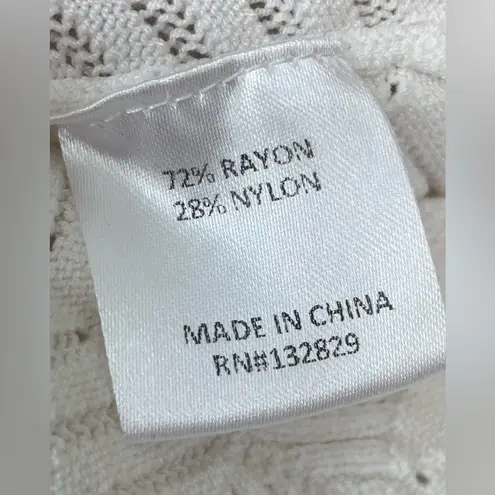 72% RAYON
28% NYLON
MADE IN CHINA
RN#132829